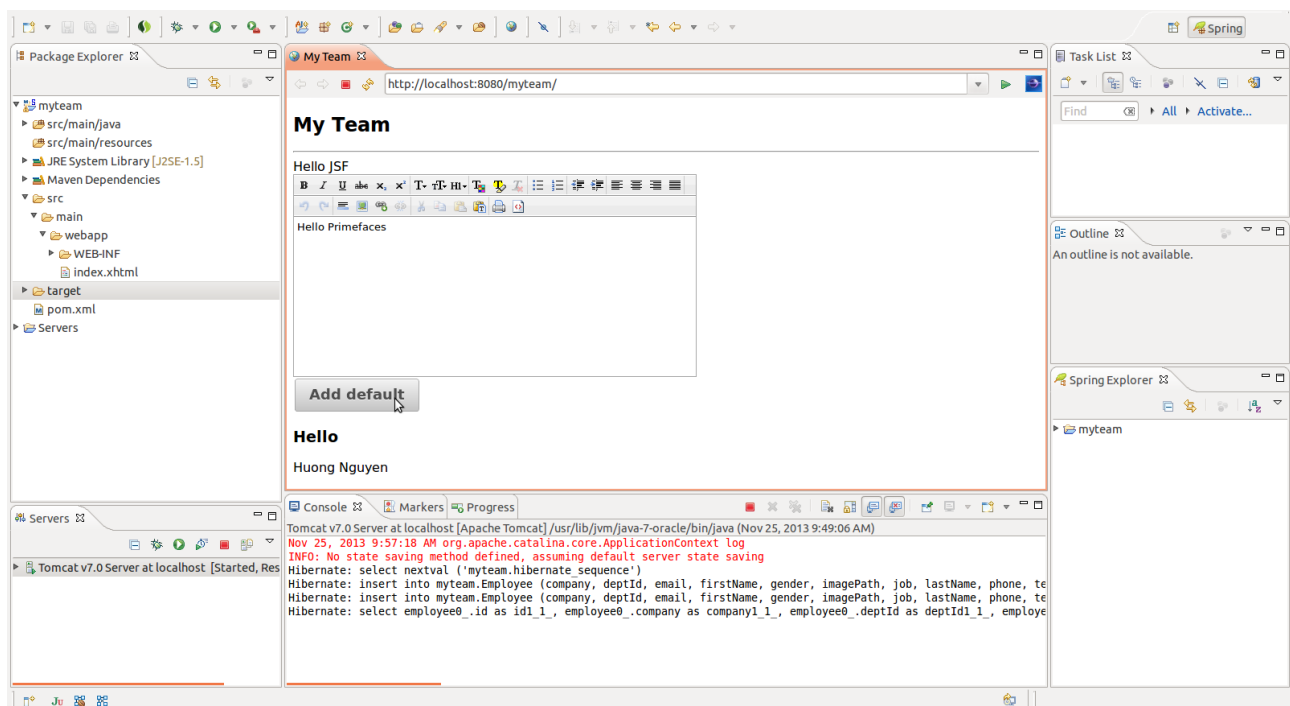 Spring
Package Explorer
myteam
src/main/java
src/main/resources
JRE System Library [J2SE-1.5]
Maven Dependencies
src
main
webapp
WEB-INF
index.xhtml
target
pom.xml
Servers
My Team
http://localhost:8080/myteam/
My Team
Hello JSF
Hello Primefaces
Add default
Hello
Huong Nguyen
Task List
Find
All
Activate...
Outline
An outline is not available.
Spring Explorer
myteam
Servers
Tomcat v7.0 Server at localhost [Started, Res
Console
Markers
Progress
Tomcat v7.0 Server at localhost [Apache Tomcat] /usr/lib/jvm/java-7-oracle/bin/java (Nov 25, 2013 9:49:06 AM)
Nov 25, 2013 9:57:18 AM org.apache.catalina.core.ApplicationContext log
INFO: No state saving method defined, assuming default server state saving
Hibernate: select nextval ('myteam.hibernate_sequence')
Hibernate: insert into myteam.Employee (company, deptId, email, firstName, gender, imagePath, job, lastName, phone, te
Hibernate: insert into myteam.Employee (company, deptId, email, firstName, gender, imagePath, job, lastName, phone, te
Hibernate: select employee0_.id as id1_1_, employee0_.company as company1_1_, employee0_.deptId as deptId1_1_, employe
Ju